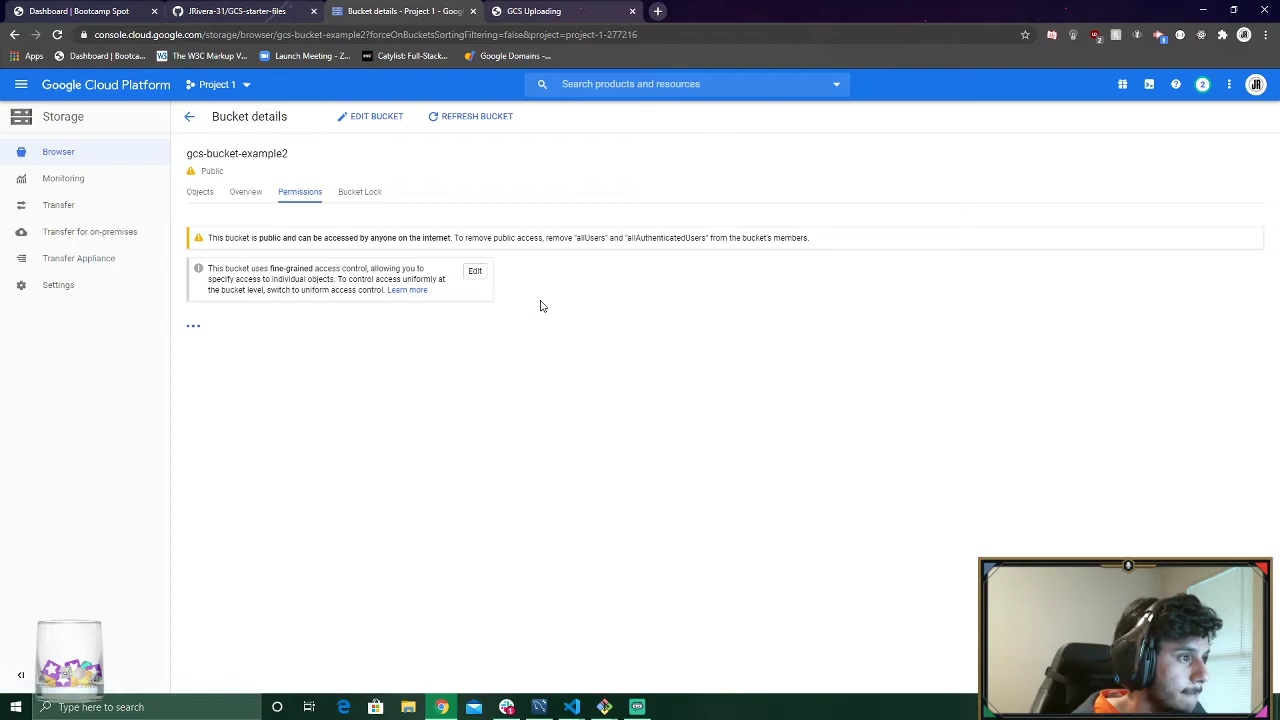 Dashboard | Bootcamp Spot
JRivera-31/GCS-starter-files
Bucket details - Project 1 - Googl
GCS Uploading
console.cloud.google.com/storage/browser/gcs-bucket-example2?forceOnBucketsSortingFiltering=false&project=project-1-277216
Apps
Dashboard | Bootca...
The W3C Markup V...
Launch Meeting - Z...
Catylist: Full-Stack...
Google Domains -...
Google Cloud Platform
Project 1
Search products and resources
2
JR
Storage
Bucket details
EDIT BUCKET
REFRESH BUCKET
Browser
Monitoring
Transfer
Transfer for on-premises
Transfer Appliance
Settings
gcs-bucket-example2
Public
Objects
Overview
Permissions
Bucket Lock
This bucket is public and can be accessed by anyone on the internet. To remove public access, remove "allUsers" and "allAuthenticatedUsers" from the bucket's members.
This bucket uses fine-grained access control, allowing you to
specify access to individual objects. To control access uniformly at
the bucket level, switch to uniform access control. Learn more
Edit
Type here to search